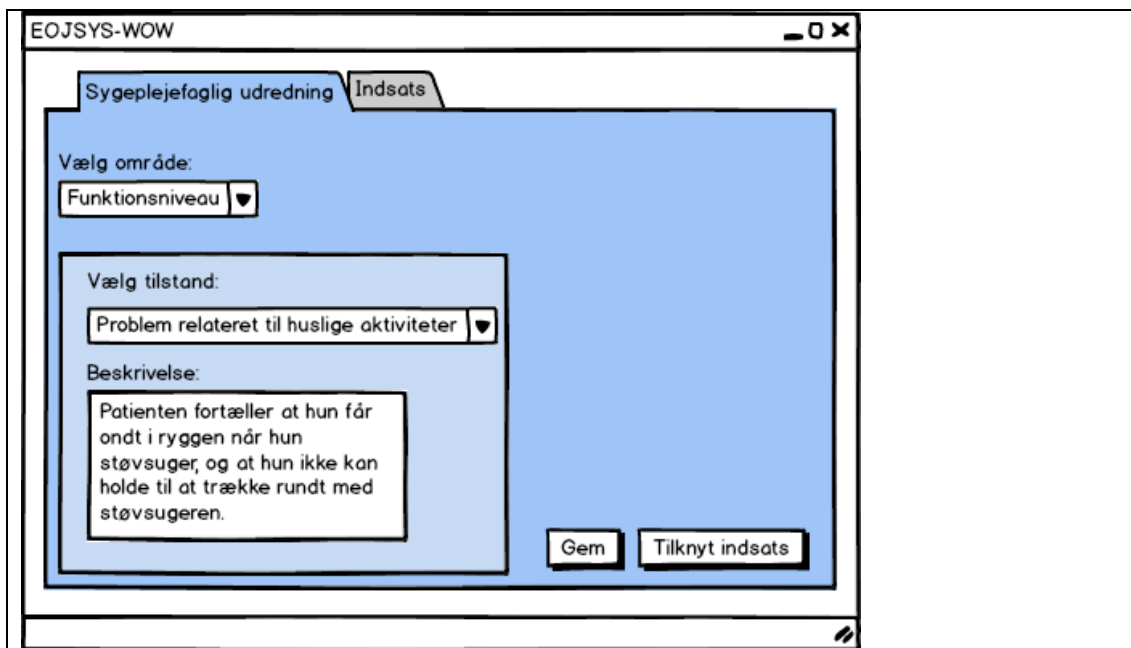 EOJSYS-WOW
Sygeplejefaglig udredning
Indsats
Vælg område:
Funktionsniveau
Vælg tilstand:
Problem relateret til huslige aktiviteter
Beskrivelse:
Patienten fortæller at hun får
ondt i ryggen når hun
støvsuger, og at hun ikke kan
holde til at trække rundt med
støvsugeren.
Gem
Tilknyt indsats